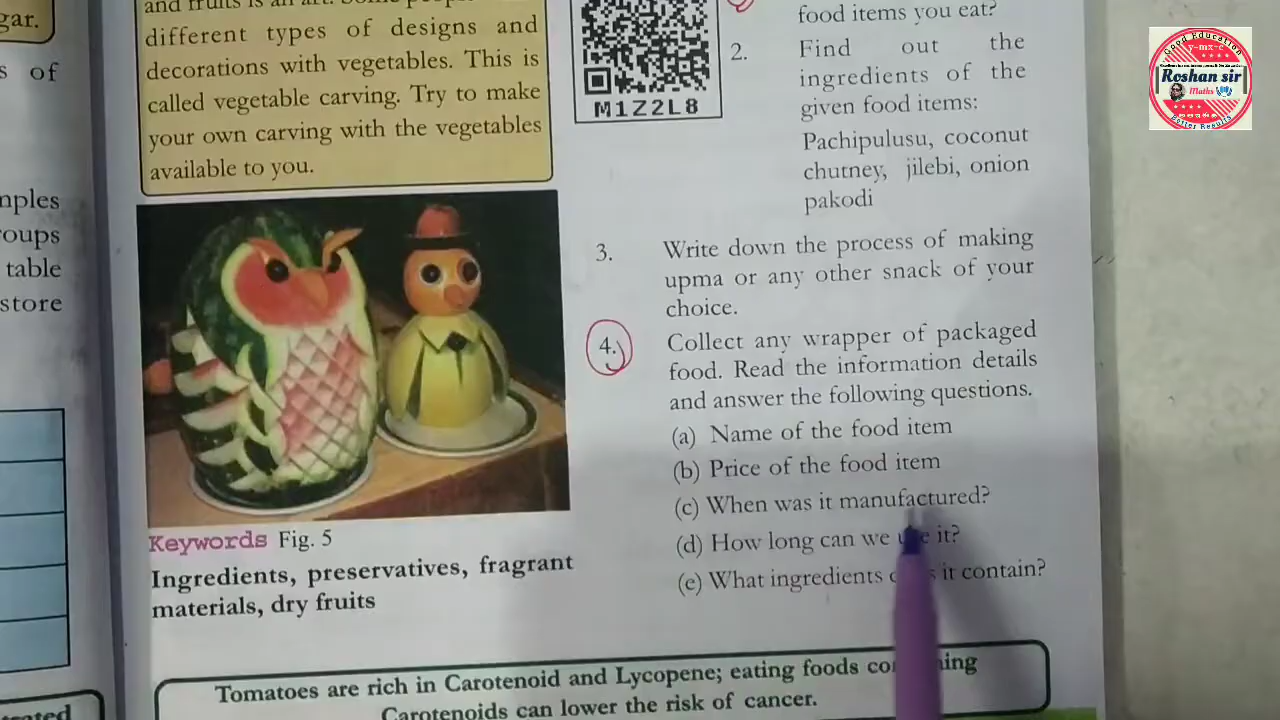 gar.
s of
nples
roups
table
store
and fruits is an art. Some
different types of designs and
decorations with vegetables. This is
called vegetable carving. Try to make
your own carving with the vegetables
available to you.
M1Z2L8
Keywords Fig. 5
Ingredients, preservatives, fragrant
materials, dry fruits
food items you eat?
2. Find out the
ingredients of the
given food items:
Pachipulusu, coconut
chutney, jilebi, onion
pakodi
3. Write down the process of making
upma or any other snack of your
choice.
4. Collect any wrapper of packaged
food. Read the information details
and answer the following questions.
(a) Name of the food item
(b) Price of the food item
(c) When was it manufactured?
(d) How long can we use it?
(e) What ingredients it contain?
Tomatoes are rich in Carotenoid and Lycopene; eating foods
Carotenoids can lower the risk of cancer.
Good Education
y=mx+c
Roshan sir
Maths
Better Results